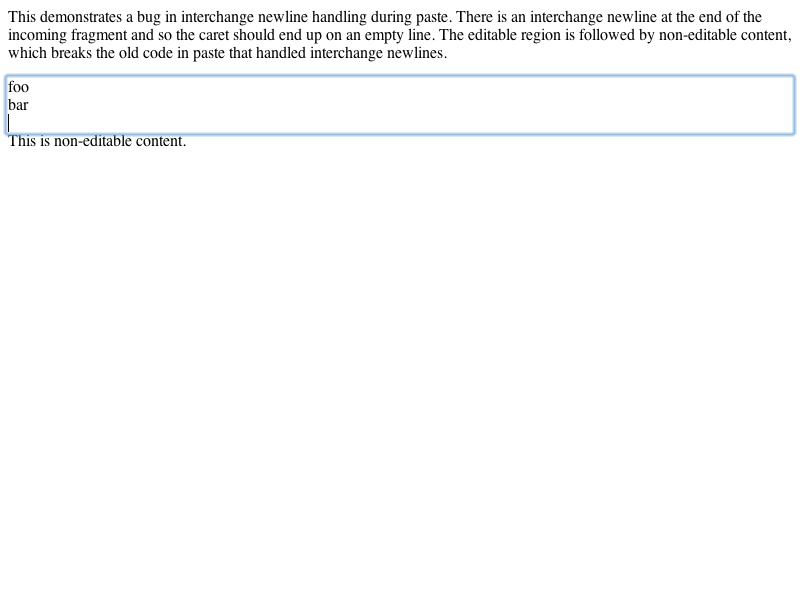 This demonstrates a bug in interchange newline handling during paste. There is an interchange newline at the end of the
incoming fragment and so the caret should end up on an empty line. The editable region is followed by non-editable content,
which breaks the old code in paste that handled interchange newlines.
foo
bar
This is non-editable content.